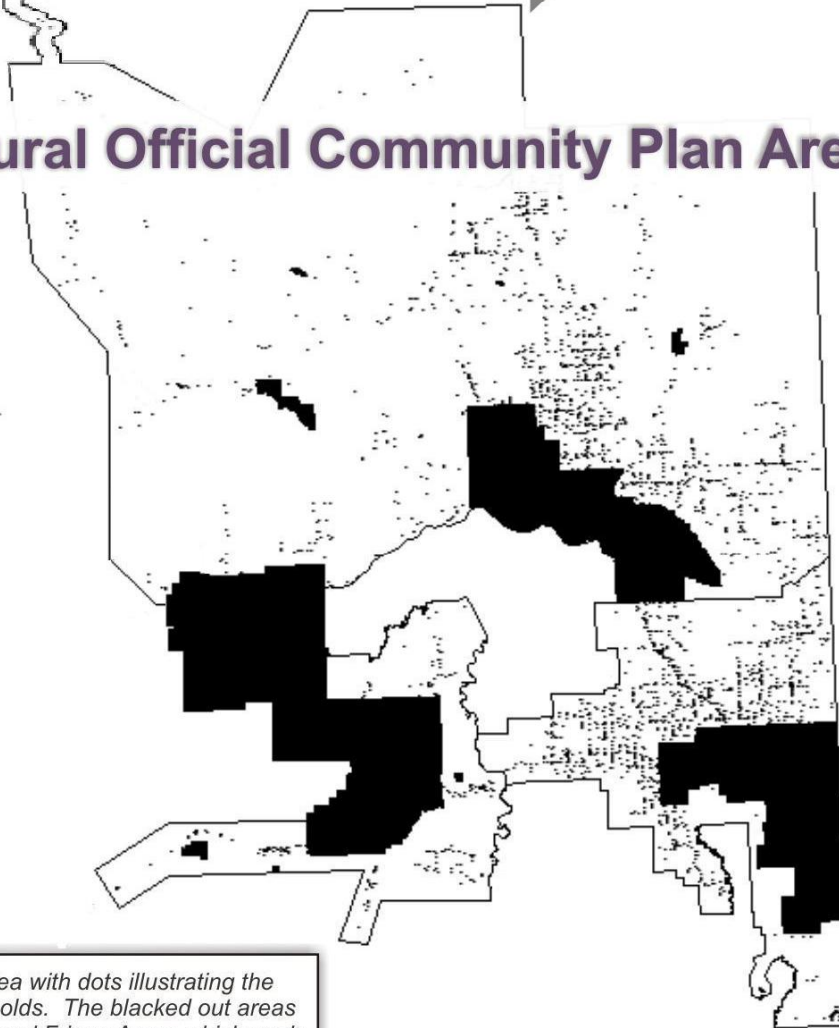 ural Official Community Plan Are
ea with dots illustrating the
olds. The blacked out areas